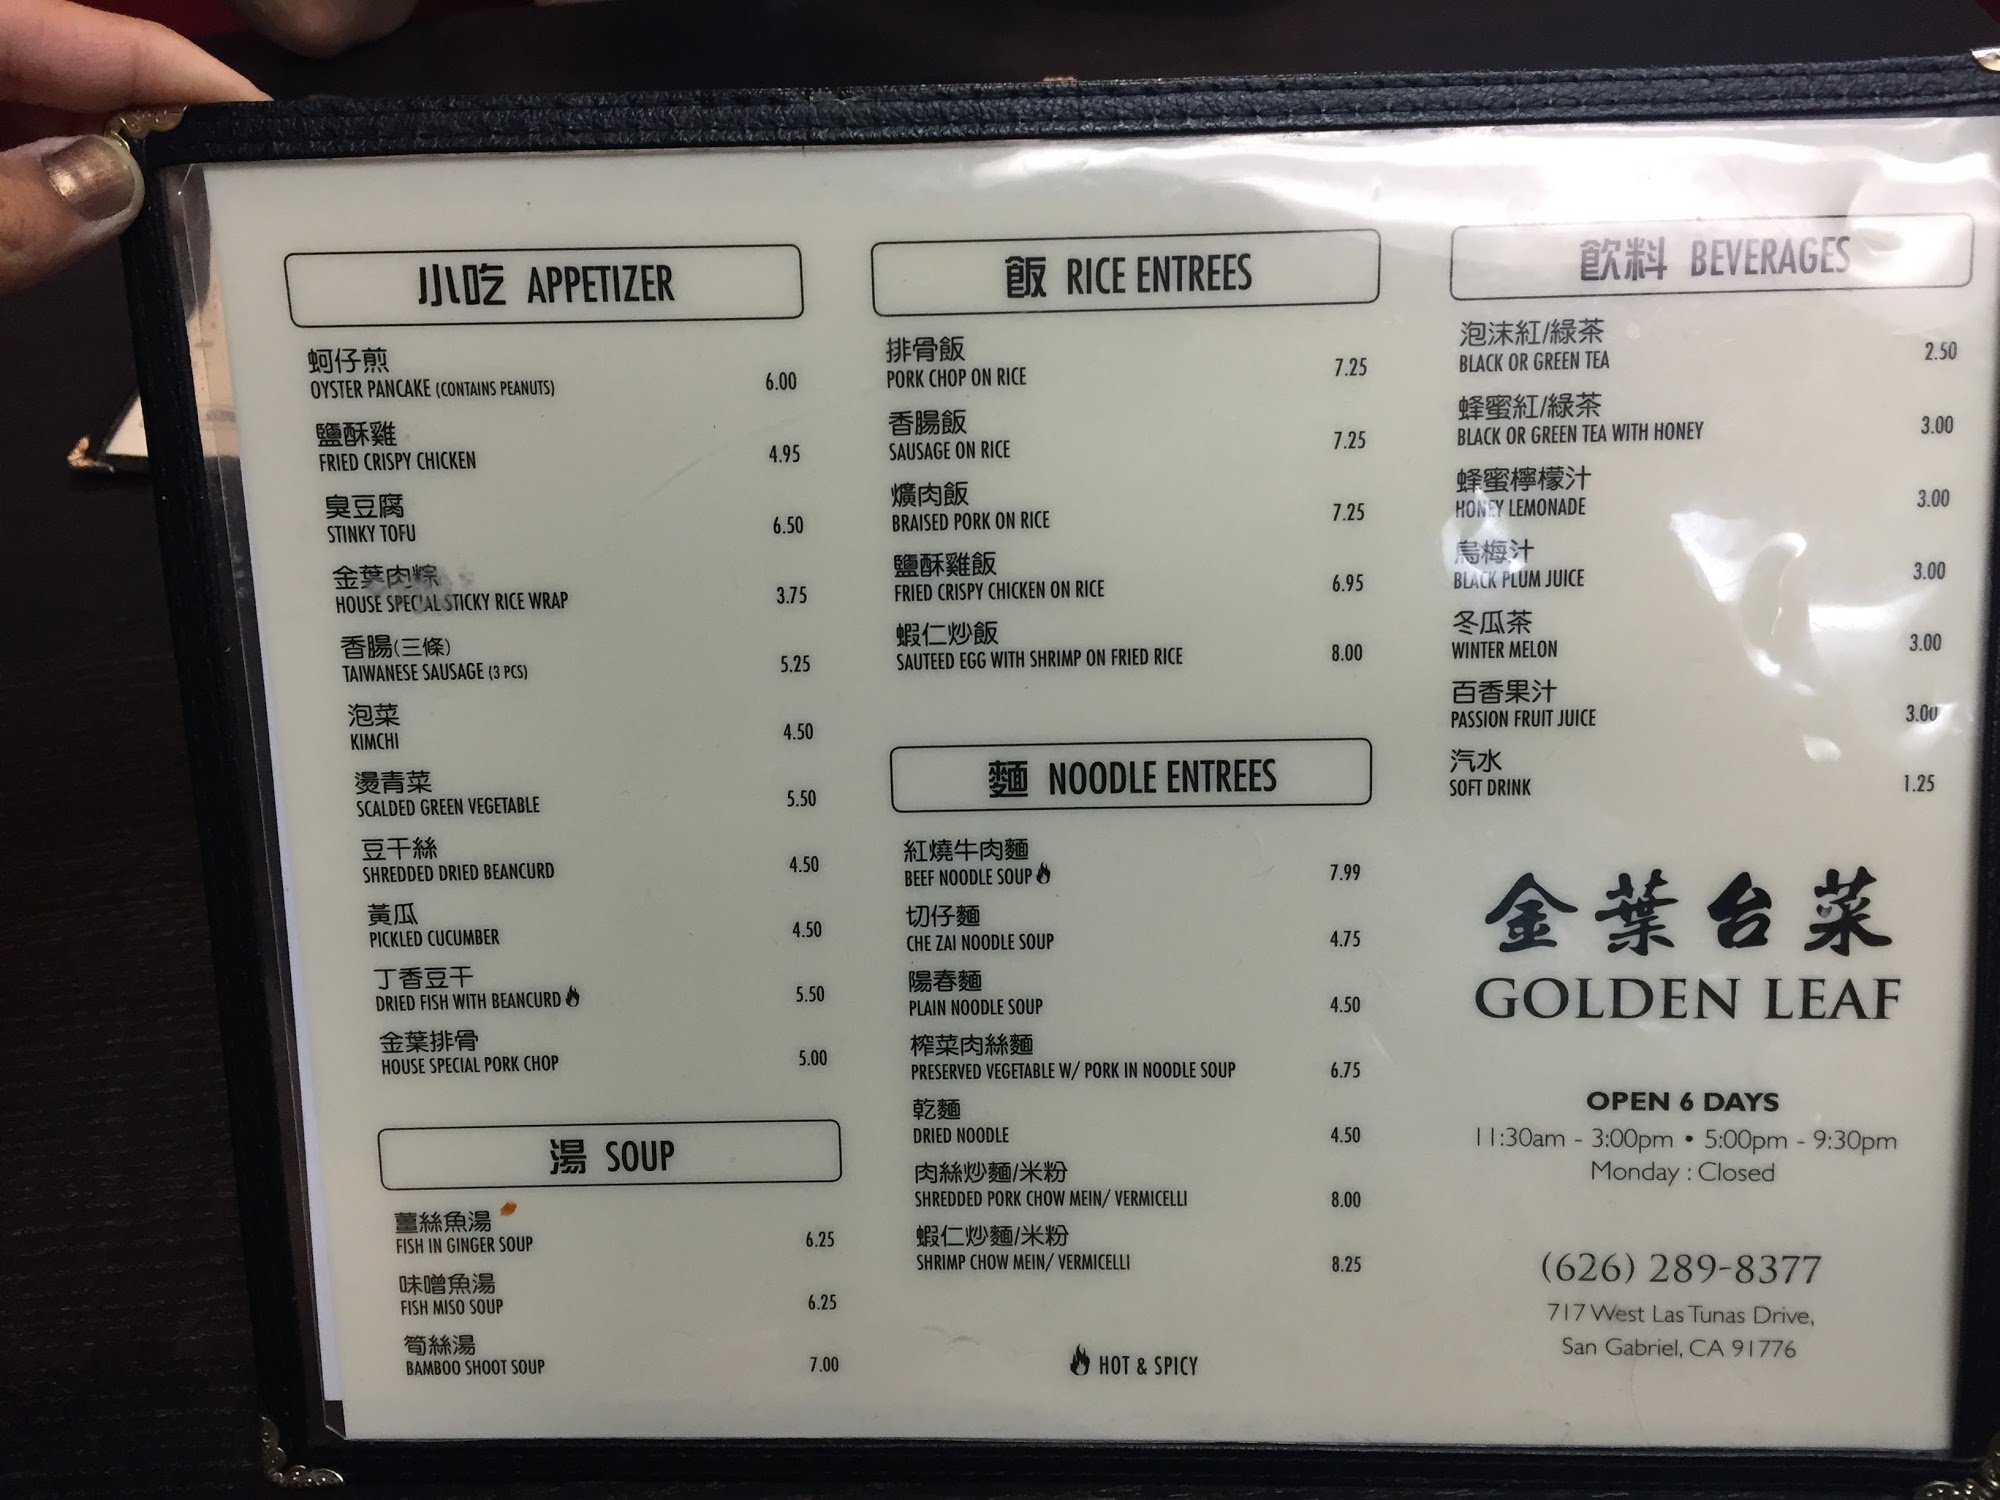 小吃 APPETIZER
蚵仔煎
OYSTER PANCAKE (CONTAINS PEANUTS) 6.00
鹽酥雞
FRIED CRISPY CHICKEN 4.95
臭豆腐
STINKY TOFU 6.50
金葉肉粽
HOUSE SPECIAL STICKY RICE WRAP 3.75
香腸(三條)
TAIWANESE SAUSAGE (3 PCS) 5.25
泡菜
KIMCHI 4.50
燙青菜
SCALDED GREEN VEGETABLE 5.50
豆干絲
SHREDDED DRIED BEANCURD 4.50
黃瓜
PICKLED CUCUMBER 4.50
丁香豆干
DRIED FISH WITH BEANCURD 5.50
金葉排骨
HOUSE SPECIAL PORK CHOP 5.00
湯 SOUP
薑絲魚湯
FISH IN GINGER SOUP 6.25
味噌魚湯
FISH MISO SOUP 6.25
筍絲湯
BAMBOO SHOOT SOUP 7.00
飯 RICE ENTREES
排骨飯
PORK CHOP ON RICE 7.25
香腸飯
SAUSAGE ON RICE 7.25
爌肉飯
BRAISED PORK ON RICE 7.25
鹽酥雞飯
FRIED CRISPY CHICKEN ON RICE 6.95
蝦仁炒飯
SAUTEED EGG WITH SHRIMP ON FRIED RICE 8.00
麵 NOODLE ENTREES
紅燒牛肉麵
BEEF NOODLE SOUP 7.99
切仔麵
CHE ZAI NOODLE SOUP 4.75
陽春麵
PLAIN NOODLE SOUP 4.50
榨菜肉絲麵
PRESERVED VEGETABLE W/ PORK IN NOODLE SOUP 6.75
乾麵
DRIED NOODLE 4.50
肉絲炒麵/米粉
SHREDDED PORK CHOW MEIN/ VERMICELLI 8.00
蝦仁炒麵/米粉
SHRIMP CHOW MEIN/ VERMICELLI 8.25
HOT & SPICY
飲料 BEVERAGES
泡沫紅/綠茶
BLACK OR GREEN TEA 2.50
蜂蜜紅/綠茶
BLACK OR GREEN TEA WITH HONEY 3.00
蜂蜜檸檬汁
HONEY LEMONADE 3.00
烏梅汁
BLACK PLUM JUICE 3.00
冬瓜茶
WINTER MELON 3.00
百香果汁
PASSION FRUIT JUICE 3.00
汽水
SOFT DRINK 1.25
金葉台菜
GOLDEN LEAF
OPEN 6 DAYS
11:30am - 3:00pm • 5:00pm - 9:30pm
Monday : Closed
(626) 289-8377
717 West Las Tunas Drive,
San Gabriel, CA 91776